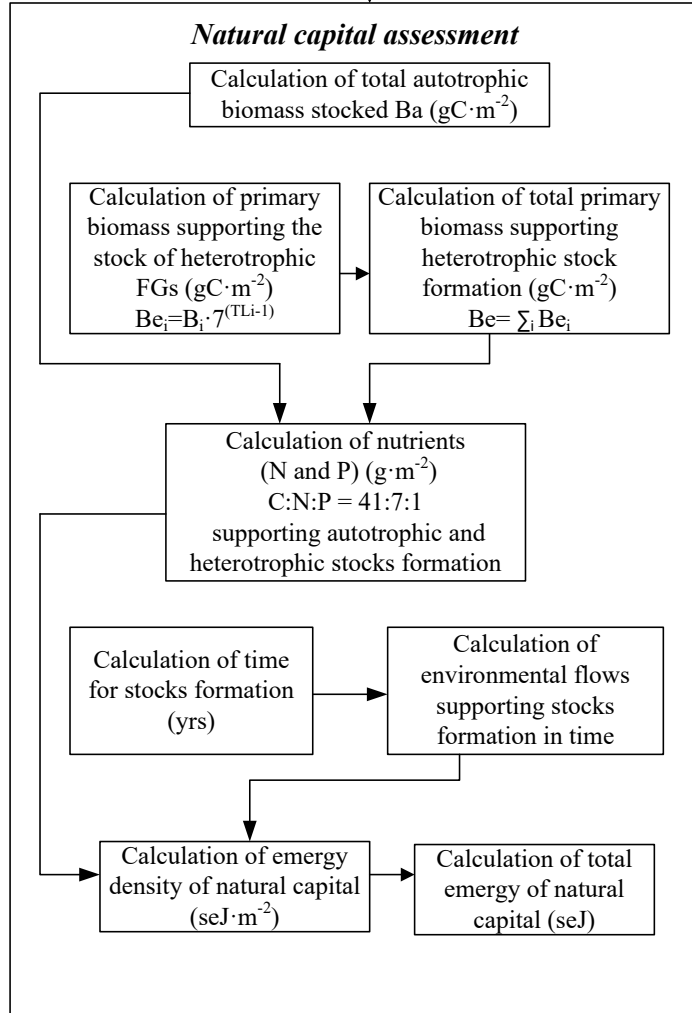 Natural capital assessment
Calculation of total autotrophic
biomass stocked Ba (gC·m⁻²)
Calculation of primary
biomass supporting the
stock of heterotrophic
FGs (gC·m⁻²)
Beᵢ=Bᵢ·7^(TLi-1)
Calculation of total primary
biomass supporting
heterotrophic stock
formation (gC·m⁻²)
Be= ∑ᵢ Beᵢ
Calculation of nutrients
(N and P) (g·m⁻²)
C:N:P = 41:7:1
supporting autotrophic and
heterotrophic stocks formation
Calculation of time
for stocks formation
(yrs)
Calculation of
environmental flows
supporting stocks
formation in time
Calculation of emergy
density of natural capital
(seJ·m⁻²)
Calculation of total
emergy of natural
capital (seJ)